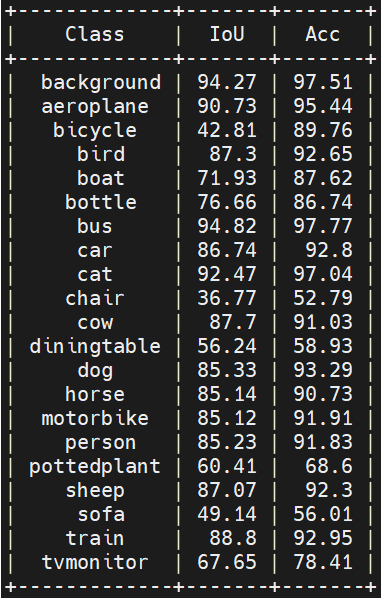 +-------------+-------+-------+
|    Class    |  IoU  |  Acc  |
+-------------+-------+-------+
|  background | 94.27 | 97.51 |
|  aeroplane  | 90.73 | 95.44 |
|   bicycle   | 42.81 | 89.76 |
|     bird    |  87.3 | 92.65 |
|     boat    | 71.93 | 87.62 |
|    bottle   | 76.66 | 86.74 |
|     bus     | 94.82 | 97.77 |
|     car     | 86.74 |  92.8 |
|     cat     | 92.47 | 97.04 |
|    chair    | 36.77 | 52.79 |
|     cow     |  87.7 | 91.03 |
| diningtable | 56.24 | 58.93 |
|     dog     | 85.33 | 93.29 |
|    horse    | 85.14 | 90.73 |
|  motorbike  | 85.12 | 91.91 |
|    person   | 85.23 | 91.83 |
| pottedplant | 60.41 |  68.6 |
|    sheep    | 87.07 |  92.3 |
|     sofa    | 49.14 | 56.01 |
|    train    |  88.8 | 92.95 |
|  tvmonitor  | 67.65 | 78.41 |
+-------------+-------+-------+